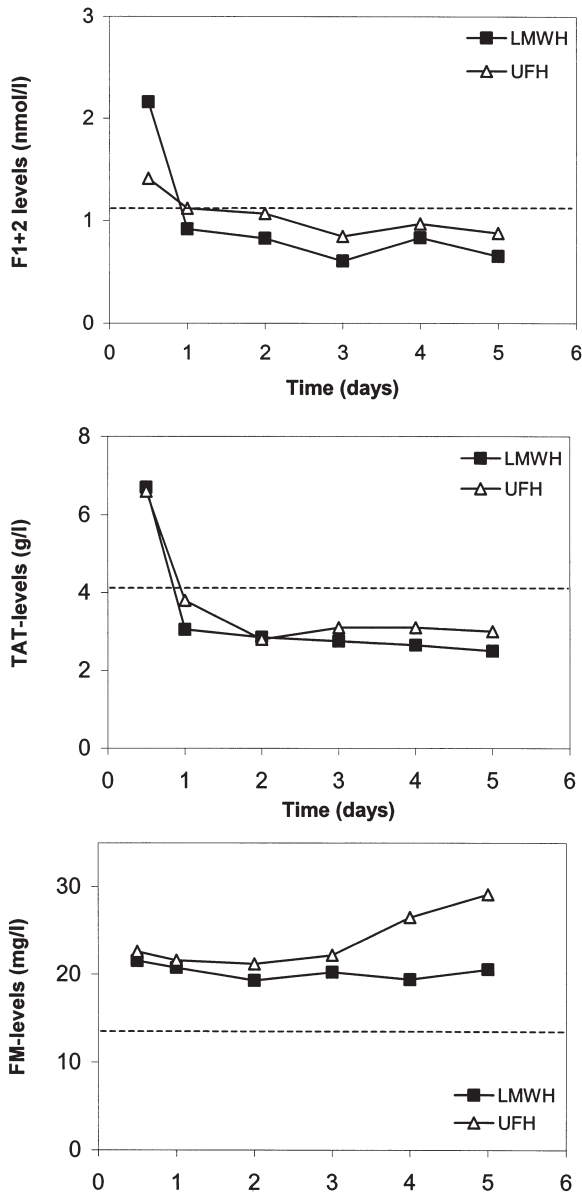 F1+2 levels (nmol/l)
3
2
1
0
LMWH
UFH
0 1 2 3 4 5 6
Time (days)
TAT-levels (g/l)
8
6
4
2
0
LMWH
UFH
0 1 2 3 4 5 6
Time (days)
FM-levels (mg/l)
30
20
10
0
LMWH
UFH
0 1 2 3 4 5 6